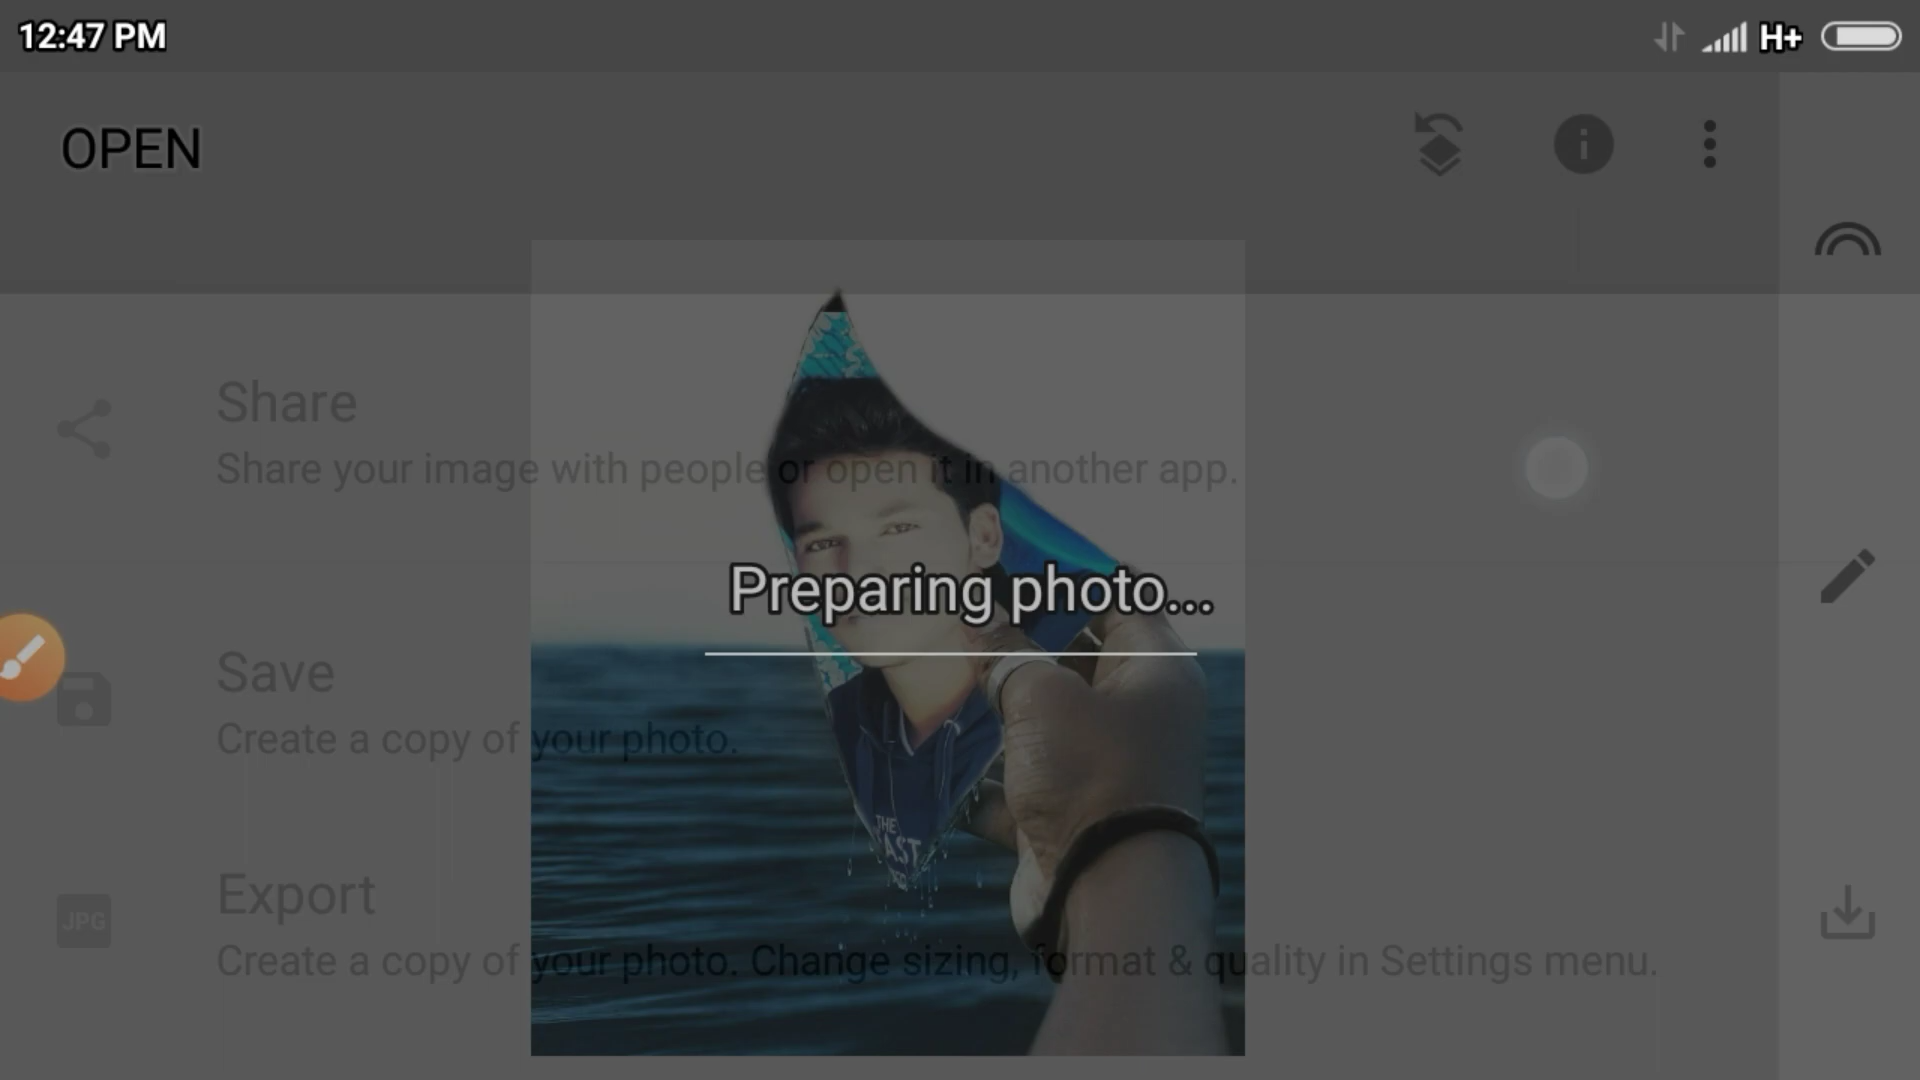 12:47 PM
H+
OPEN
Share
Share your image with people or open it in another app.
Preparing photo...
Save
Create a copy of your photo.
THE
JPG
Export
Create a copy of your photo. Change sizing, format & quality in Settings menu.